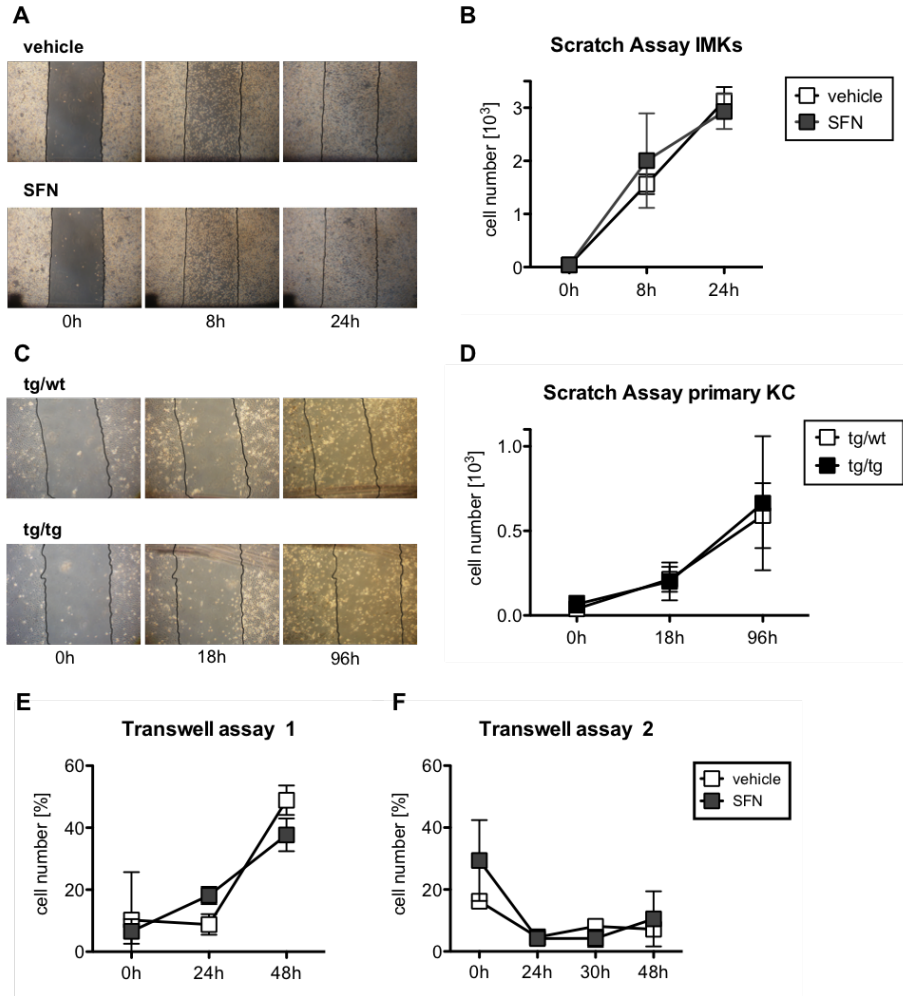 A
vehicle
SFN
0h 8h 24h
B
Scratch Assay IMKs
cell number [10³]
3
2
1
0
0h 8h 24h
vehicle
SFN
C
tg/wt
tg/tg
0h 18h 96h
D
Scratch Assay primary KC
cell number [10³]
1.0
0.5
0.0
0h 18h 96h
tg/wt
tg/tg
E
Transwell assay 1
cell number [%]
60
40
20
0
0h 24h 48h
F
Transwell assay 2
cell number [%]
60
40
20
0
0h 24h 30h 48h
vehicle
SFN